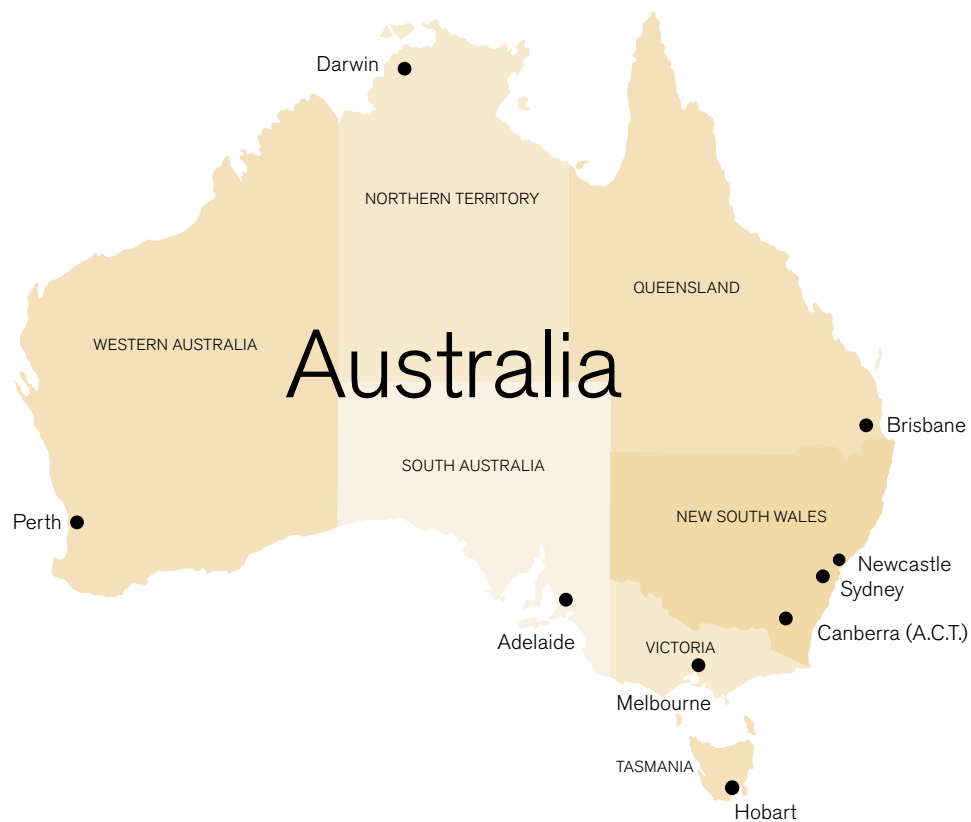 Darwin
NORTHERN TERRITORY
QUEENSLAND
WESTERN AUSTRALIA
Australia
Brisbane
SOUTH AUSTRALIA
NEW SOUTH WALES
Perth
Newcastle
Sydney
Canberra (A.C.T.)
Adelaide
VICTORIA
Melbourne
TASMANIA
Hobart